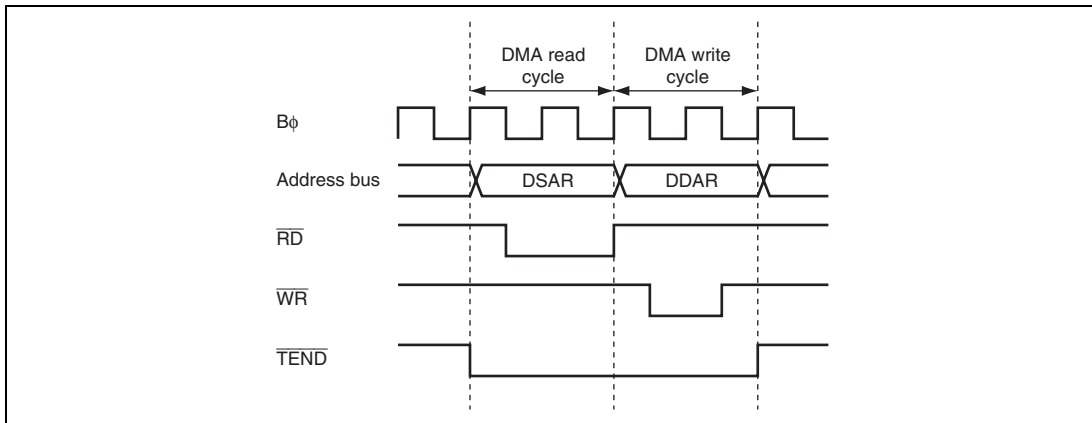 DMA read cycle
DMA write cycle
Bϕ
Address bus
DSAR
DDAR
RD
WR
TEND